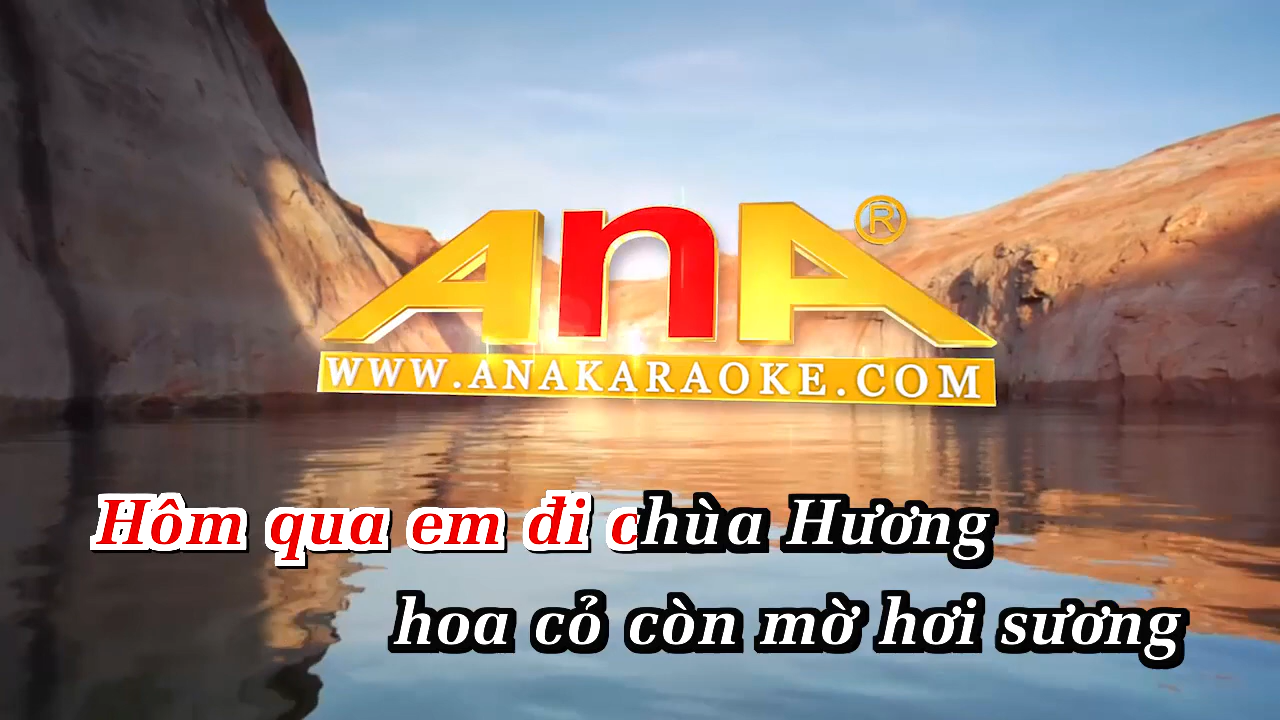 AnA ®
WWW.ANAKARAOKE.COM
Hôm qua em đi chùa Hương
hoa cỏ còn mờ hơi sương